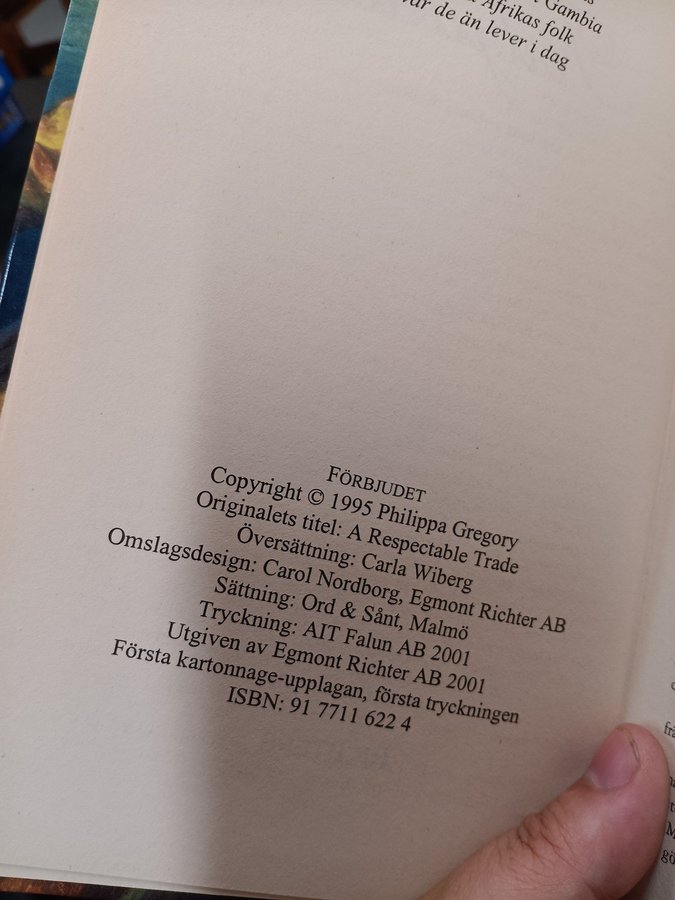 Gambia
Afrikas folk
var de än lever i dag
FÖRBJUDET
Copyright © 1995 Philippa Gregory
Originalets titel: A Respectable Trade
Översättning: Carla Wiberg
Omslagsdesign: Carol Nordborg, Egmont Richter AB
Sättning: Ord & Sånt, Malmö
Tryckning: AIT Falun AB 2001
Utgiven av Egmont Richter AB 2001
Första kartonnage-upplagan, första tryckningen
ISBN: 91 7711 622 4